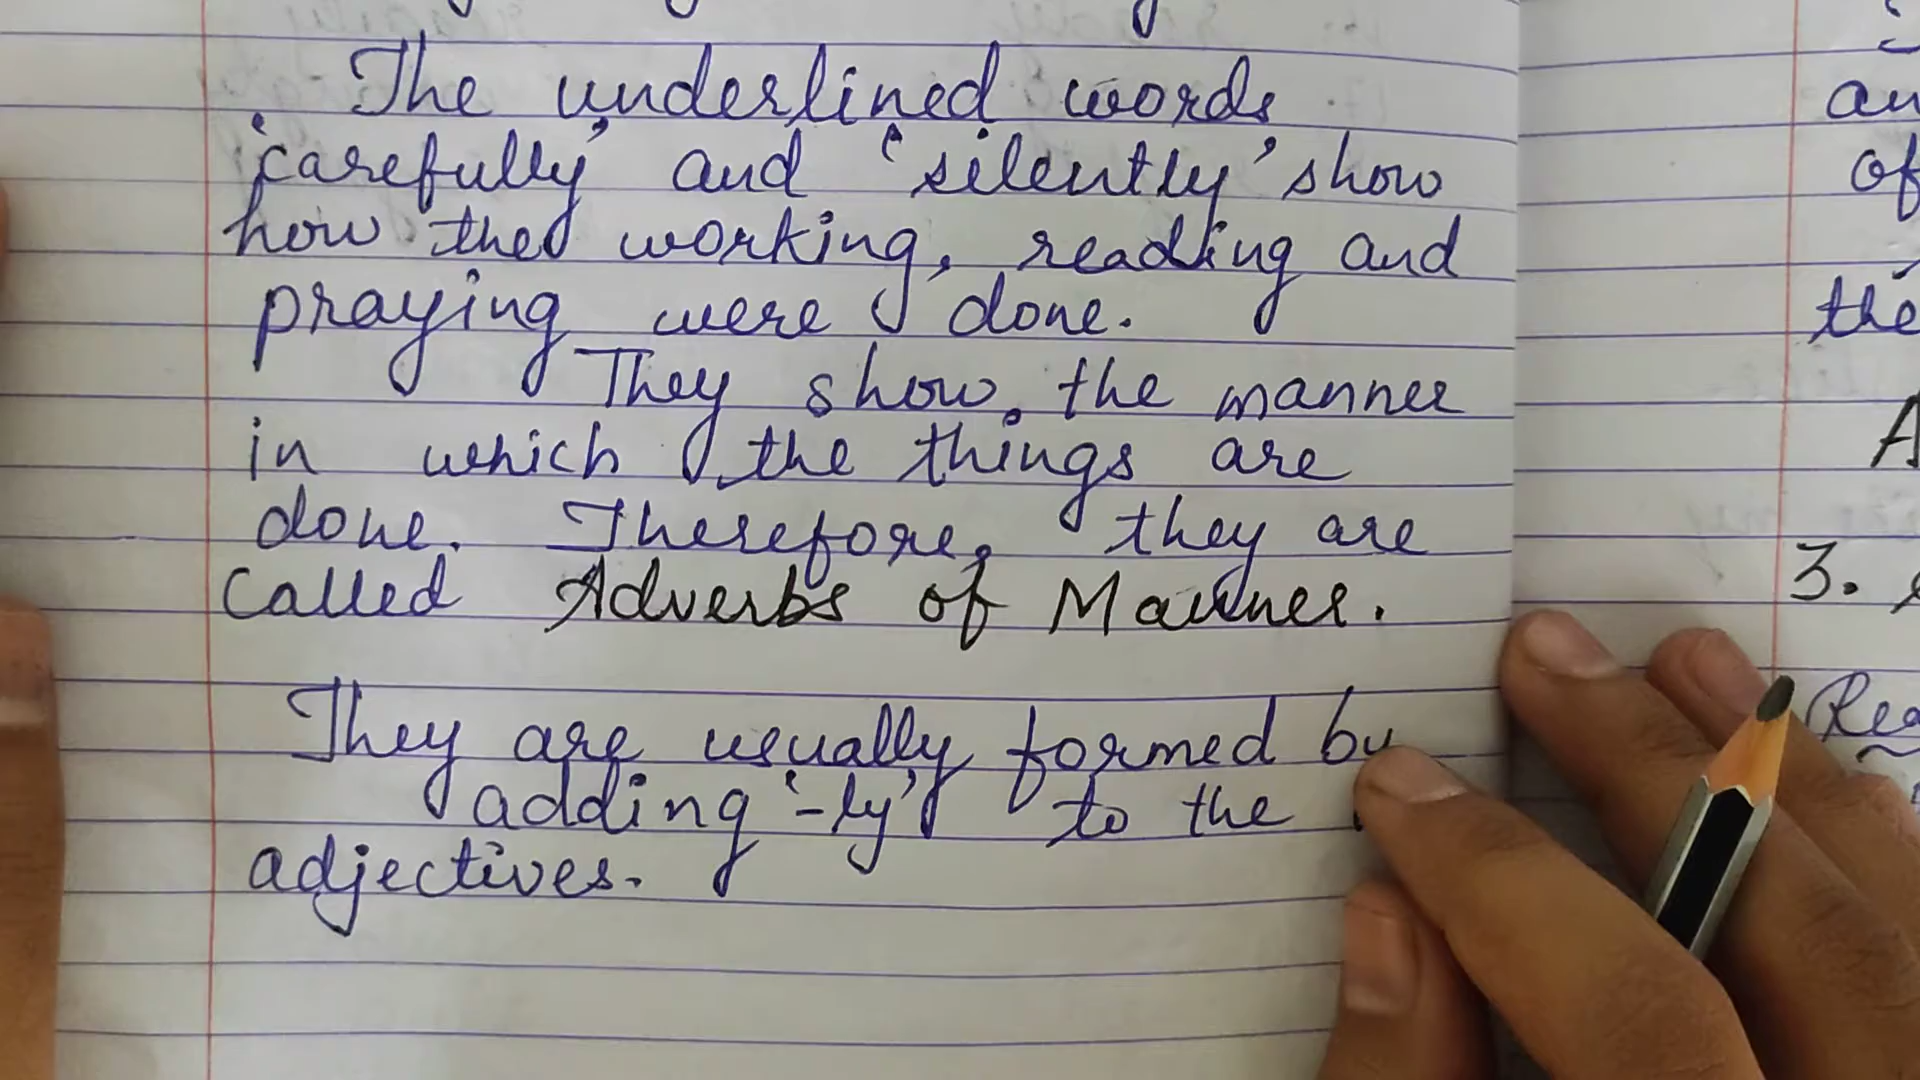 The underlined words
'carefully' and 'silently' show
how the working, reading and
praying were done.
They show the manner
in which the things are
done. Therefore, they are
called Adverbs of Manner.
They are usually formed by
adding '-ly' to the
adjectives.
of
the
A
3.